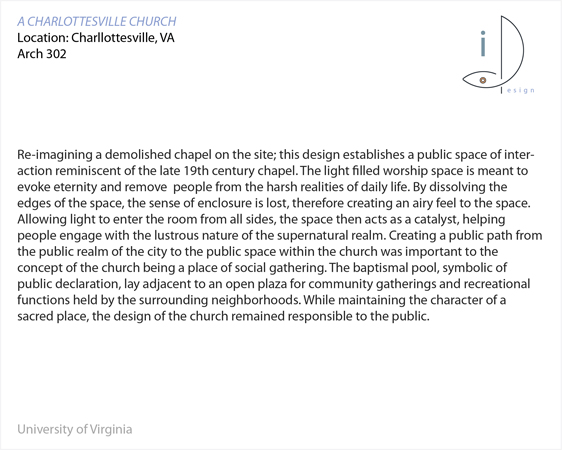 A CHARLOTTESVILLE CHURCH
Location: Charllottesville, VA
Arch 302
i D
esign
Re-imagining a demolished chapel on the site; this design establishes a public space of inter-
action reminiscent of the late 19th century chapel. The light filled worship space is meant to
evoke eternity and remove  people from the harsh realities of daily life. By dissolving the
edges of the space, the sense of enclosure is lost, therefore creating an airy feel to the space.
Allowing light to enter the room from all sides, the space then acts as a catalyst, helping
people engage with the lustrous nature of the supernatural realm. Creating a public path from
the public realm of the city to the public space within the church was important to the
concept of the church being a place of social gathering. The baptismal pool, symbolic of
public declaration, lay adjacent to an open plaza for community gatherings and recreational
functions held by the surrounding neighborhoods. While maintaining the character of a
sacred place, the design of the church remained responsible to the public.
University of Virginia